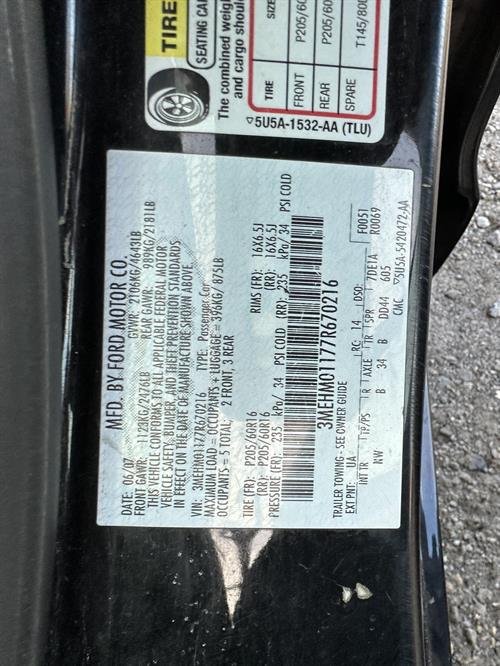 TIRE
SEATING CA
The combined weig
and cargo shoul
TIRE SIZE
FRONT P205/60
REAR P205/60
SPARE T145/80D
5U5A-1532-AA (TLU)
MFD. BY FORD MOTOR CO.
DATE: 06/07 GVWR: 2106KG/4643LB
FRONT GAWR: 1123KG/2476LB REAR GAWR: 989KG/2181LB
THIS VEHICLE CONFORMS TO ALL APPLICABLE FEDERAL MOTOR
VEHICLE SAFETY, BUMPER, AND THEFT PREVENTION STANDARDS
IN EFFECT ON THE DATE OF MANUFACTURE SHOWN ABOVE.
VIN: 3MEHM01177R670216 TYPE: Passenger Car
MAXIMUM LOAD = OCCUPANTS + LUGGAGE = 396KG/ 875LB
OCCUPANTS = 5 TOTAL: 2 FRONT, 3 REAR
TIRE (FR): P205/60R16 RIMS (FR): 16X6.5J
(RR): P205/60R16 (RR): 16X6.5J
PRESSURE (FR): 235 kPa/ 34 PSI COLD (RR): 235 kPa/ 34 PSI COLD
3MEHM01177R670216
TRAILER TOWING - SEE OWNER GUIDE
F0051
R0069
EXT PNT: UA RC: 14 DSO:
INT TR TP/PS R AXLE TR SPR 7DE1A
NW B 34 B DD44 605
CMC 5U5A-5420472-AA